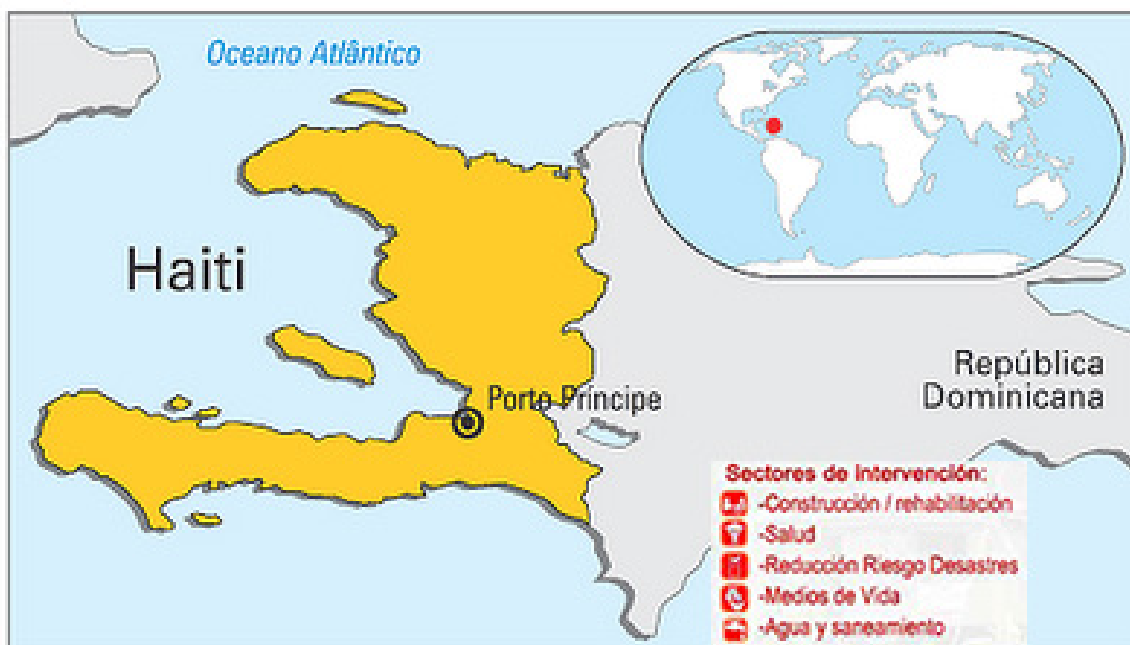 Oceano Atlântico
Haiti
Porto Príncipe
República
Dominicana
Sectores de Intervención:
-Construcción / rehabilitación
-Salud
-Reducción Riesgo Desastres
-Medios de Vida
-Agua y saneamiento